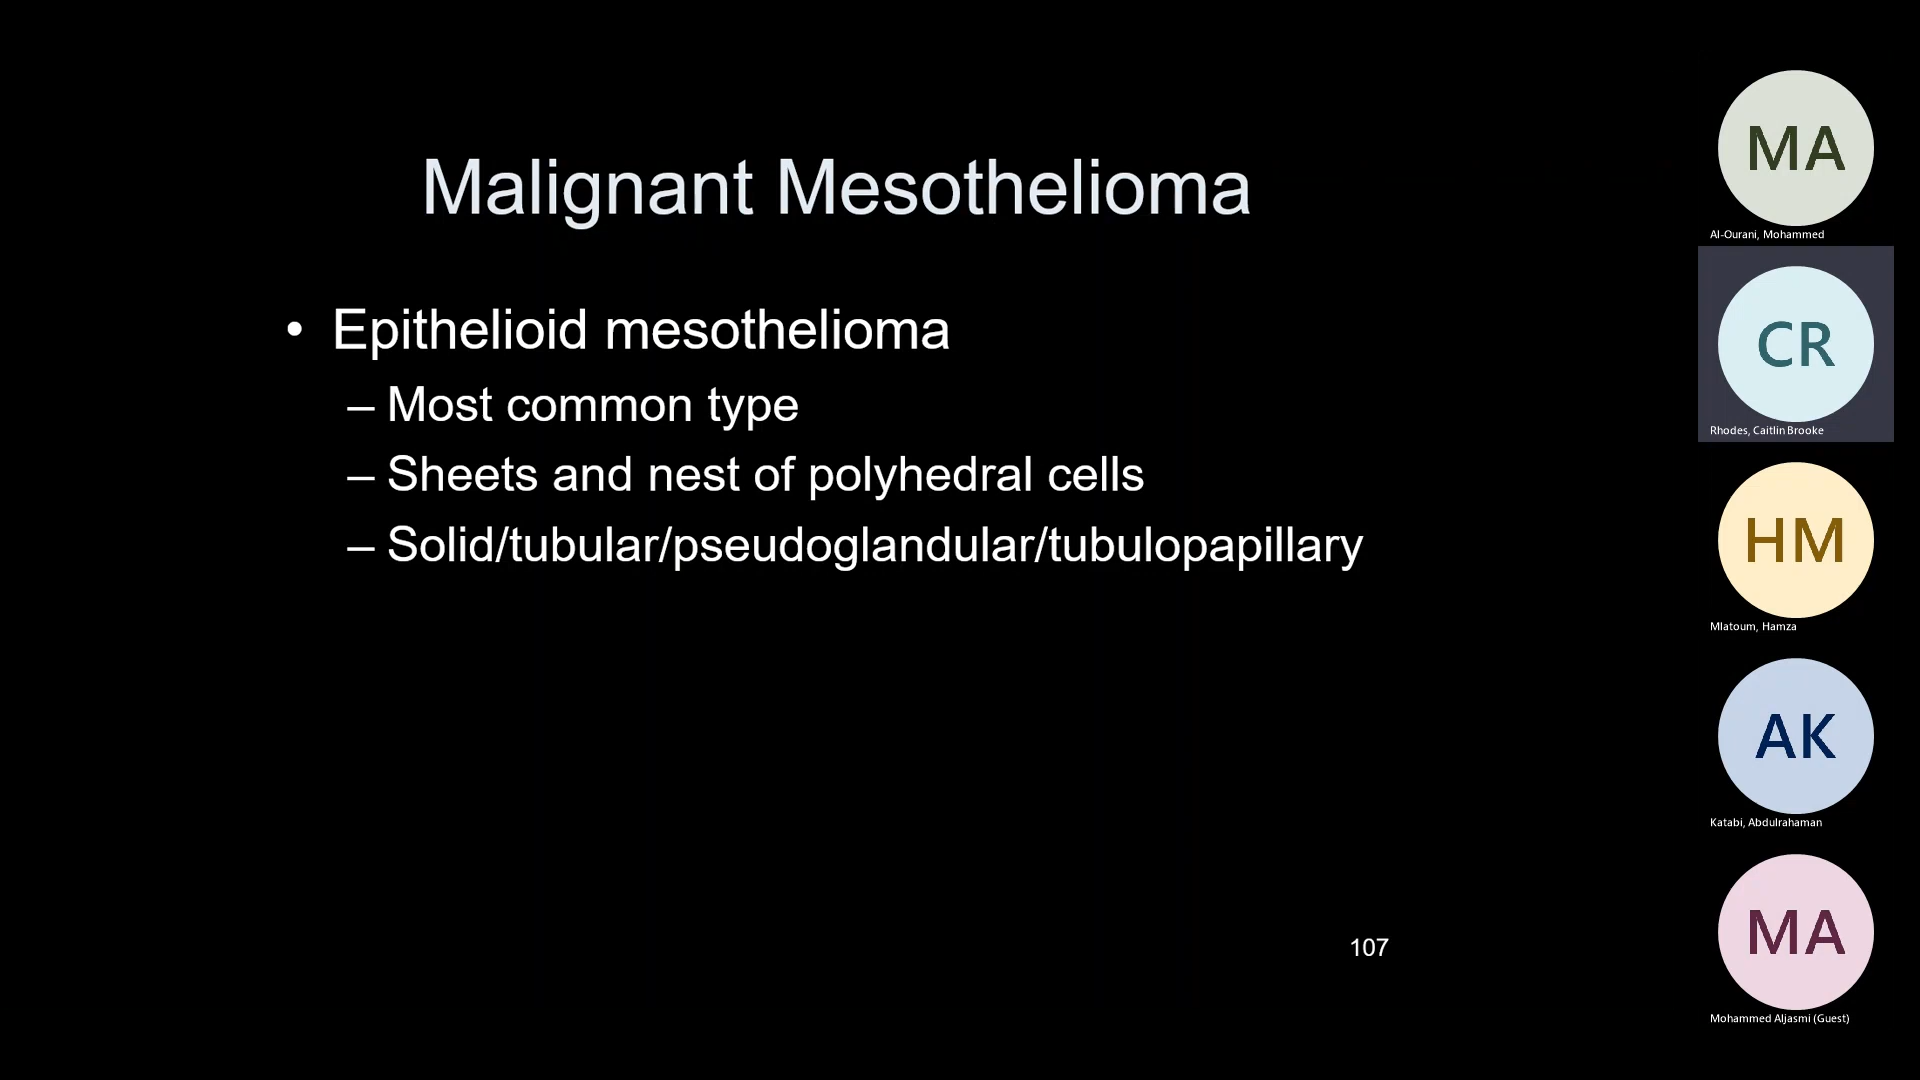 Malignant Mesothelioma
• Epithelioid mesothelioma
– Most common type
– Sheets and nest of polyhedral cells
– Solid/tubular/pseudoglandular/tubulopapillary
107
MA
Al-Ourani, Mohammed
CR
Rhodes, Caitlin Brooke
HM
Mlatoum, Hamza
AK
Katabi, Abdulrahaman
MA
Mohammed Aljasmi (Guest)